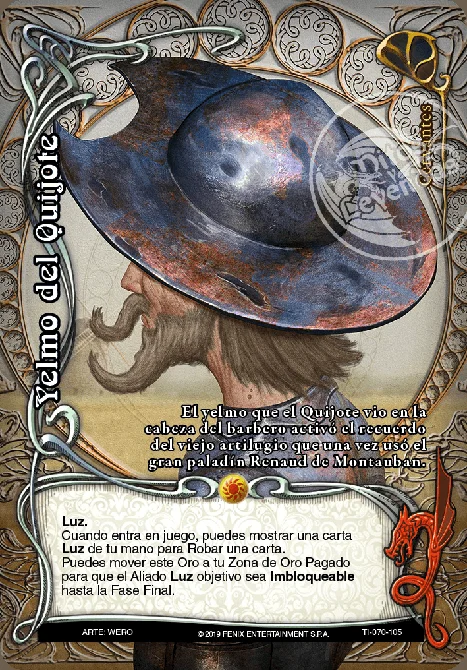 Cervantes
Yelmo del Quijote
El yelmo que el Quijote vio en la
cabeza del barbero activó el recuerdo
del viejo artilugio que una vez usó el
gran paladín Renaud de Montauban.
Luz.
Cuando entra en juego, puedes mostrar una carta
Luz de tu mano para Robar una carta.
Puedes mover este Oro a tu Zona de Oro Pagado
para que el Aliado Luz objetivo sea Imbloqueable
hasta la Fase Final.
ARTE: WERO
©2019 FENIX ENTERTAINMENT S.P.A.
TI-070-105